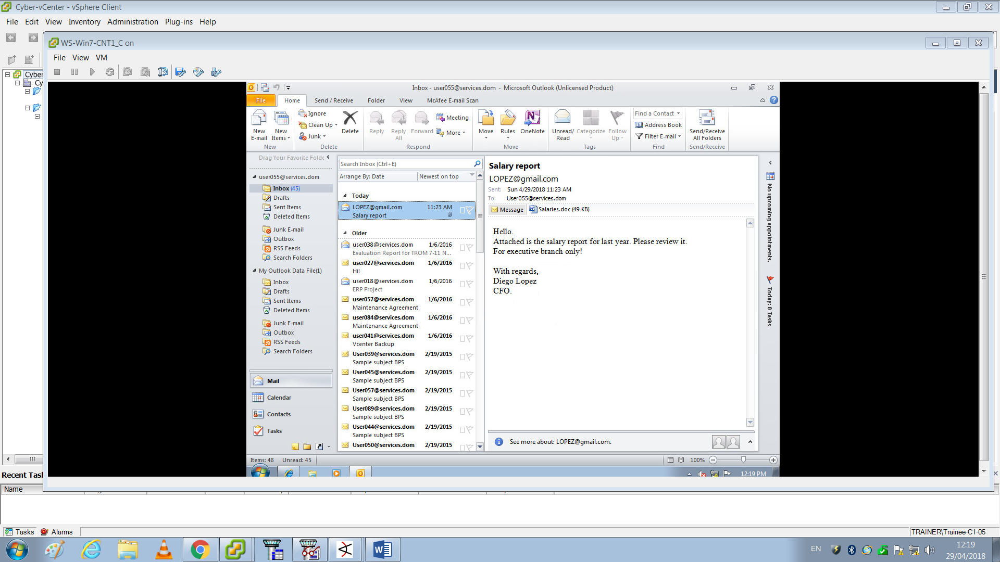 Cyber-vCenter - vSphere Client
File Edit View Inventory Administration Plug-ins Help
WS-Win7-CNT1_C on
File View VM
Cyber
Cy
Inbox - user055@services.dom - Microsoft Outlook (Unlicensed Product)
File Home Send / Receive Folder View McAfee E-mail Scan
New E-mail
New Items
Ignore
Clean Up
Junk
Delete
Reply
Reply All
Forward
Meeting
More
Move
Rules
OneNote
Unread/ Read
Categorize
Follow Up
Find a Contact
Address Book
Filter E-mail
Send/Receive All Folders
New Delete Respond Move Tags Find Send/Receive
Drag Your Favorite Folde
user055@services.dom
Inbox (45)
Drafts
Sent Items
Deleted Items
Junk E-mail
Outbox
RSS Feeds
Search Folders
My Outlook Data File(1)
Inbox
Drafts
Sent Items
Deleted Items
Junk E-mail
Outbox
RSS Feeds
Search Folders
Mail
Calendar
Contacts
Tasks
Search Inbox (Ctrl+E)
Arrange By: Date Newest on top
Today
LOPEZ@gmail.com 11:23 AM
Salary report
Older
user038@services.dom 1/6/2016
Evaluation Report for TROM 7-11 N...
user027@services.dom 1/6/2016
Hi!
user018@services.dom 1/6/2016
ERP Project
user057@services.dom 1/6/2016
Maintenance Agreement
user084@services.dom 1/6/2016
Maintenance Agreement
user041@services.dom 1/6/2016
Vcenter Backup
User039@services.dom 2/19/2015
Sample subject BPS
User045@services.dom 2/19/2015
Sample subject BPS
User057@services.dom 2/19/2015
Sample subject BPS
User089@services.dom 2/19/2015
Sample subject BPS
User044@services.dom 2/19/2015
Sample subject BPS
User050@services.dom 2/19/2015
Salary report
LOPEZ@gmail.com
Sent: Sun 4/29/2018 11:23 AM
To: User055@services.dom
Message Salaries.doc (49 KB)
Hello.
Attached is the salary report for last year. Please review it.
For executive branch only!
With regards,
Diego Lopez
CFO.
See more about: LOPEZ@gmail.com.
No upcoming appointments.
Today: 0 Tasks
Items: 48 Unread: 45
100%
12:19 PM
Recent Tas
Name
Tasks Alarms
TRAINER\Trainee-C1-05
EN
12:19
29/04/2018